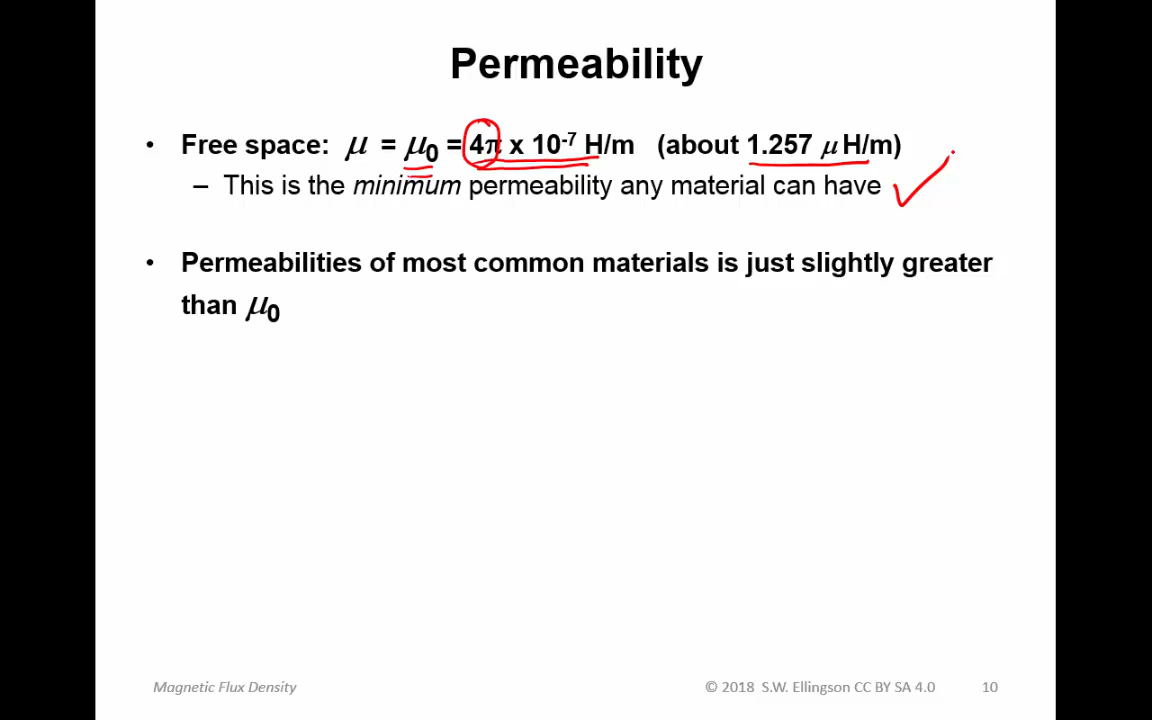 Permeability
• Free space: μ = μ₀ = 4π x 10⁻⁷ H/m (about 1.257 μ H/m)
– This is the minimum permeability any material can have
• Permeabilities of most common materials is just slightly greater
than μ₀
Magnetic Flux Density © 2018 S.W. Ellingson CC BY SA 4.0 10